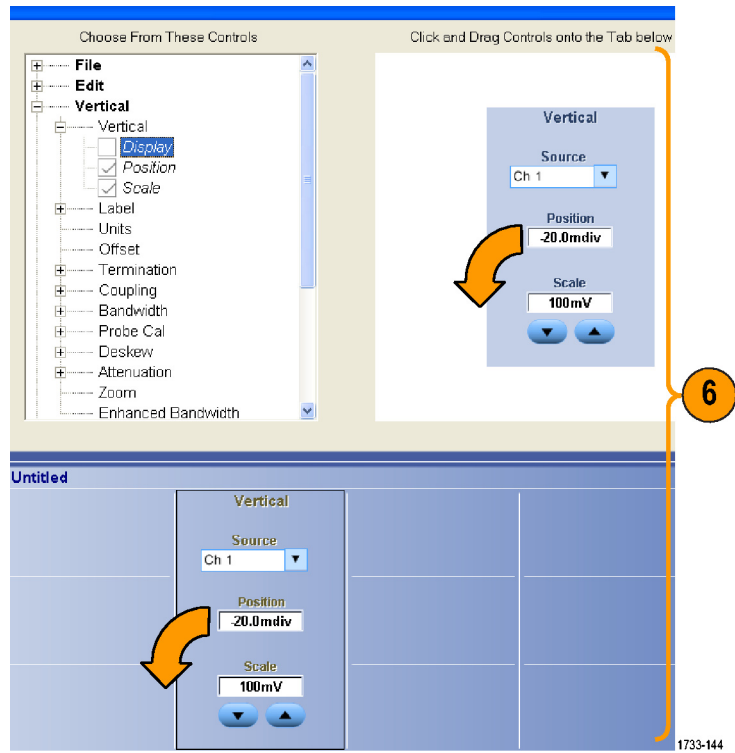 Choose From These Controls
Click and Drag Controls onto the Tab below
File
Edit
Vertical
Vertical
Display
Position
Scale
Label
Units
Offset
Termination
Coupling
Bandwidth
Probe Cal
Deskew
Attenuation
Zoom
Enhanced Bandwidth
Vertical
Source
Ch 1
Position
-20.0mdiv
Scale
100mV
6
Untitled
Vertical
Source
Ch 1
Position
-20.0mdiv
Scale
100mV
1733-144